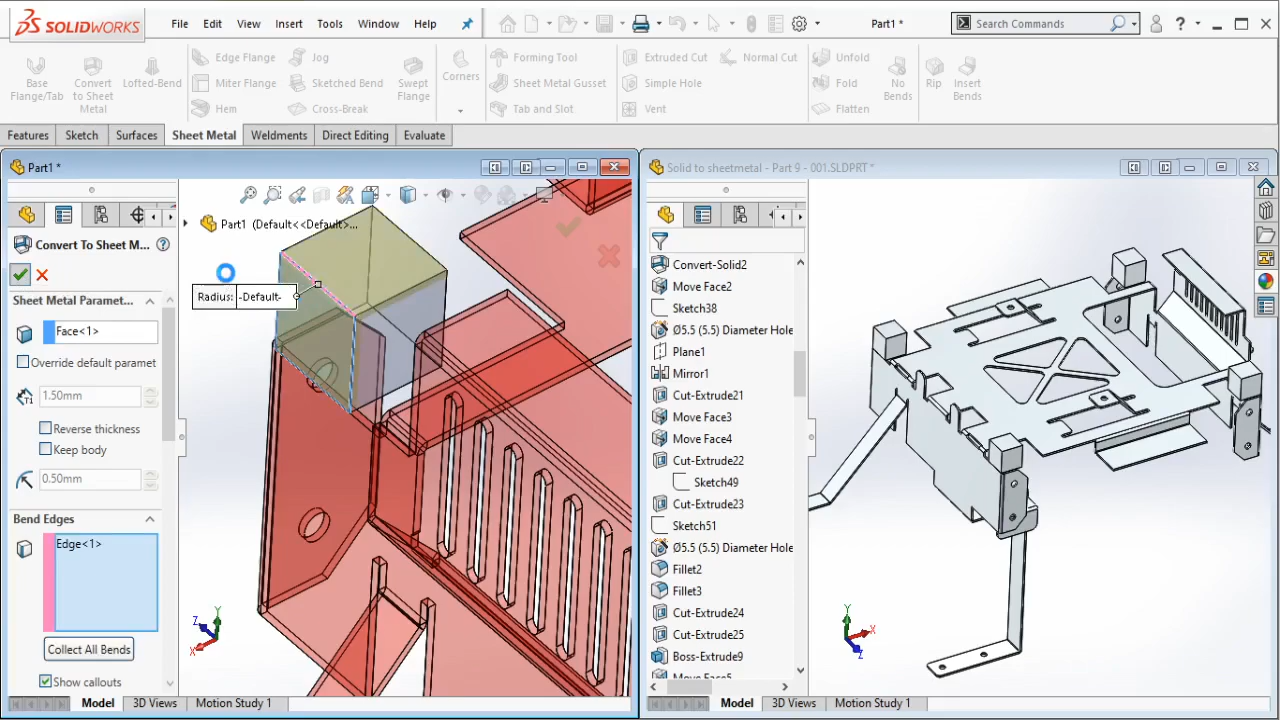 SOLIDWORKS File Edit View Insert Tools Window Help Part1 * Search Commands ?
Edge Flange Jog Forming Tool Extruded Cut Normal Cut Unfold
Base Flange/Tab Convert to Sheet Metal Lofted-Bend Miter Flange Sketched Bend Swept Flange Corners Sheet Metal Gusset Simple Hole Fold No Bends Rip Insert Bends
Hem Cross-Break Tab and Slot Vent Flatten
Features Sketch Surfaces Sheet Metal Weldments Direct Editing Evaluate
Part1 *
Part1 (Default<<Default>...
Convert To Sheet M... ?
Sheet Metal Paramet...
Face<1>
Override default paramet
1.50mm
Reverse thickness
Keep body
0.50mm
Bend Edges
Edge<1>
Collect All Bends
Show callouts
Radius: -Default-
Y
Z
X
Model 3D Views Motion Study 1
Solid to sheetmetal - Part 9 - 001.SLDPRT *
Convert-Solid2
Move Face2
Sketch38
Ø5.5 (5.5) Diameter Hole
Plane1
Mirror1
Cut-Extrude21
Move Face3
Move Face4
Cut-Extrude22
Sketch49
Cut-Extrude23
Sketch51
Ø5.5 (5.5) Diameter Hole
Fillet2
Fillet3
Cut-Extrude24
Cut-Extrude25
Boss-Extrude9
Move Face5
Y
X
Z
Model 3D Views Motion Study 1